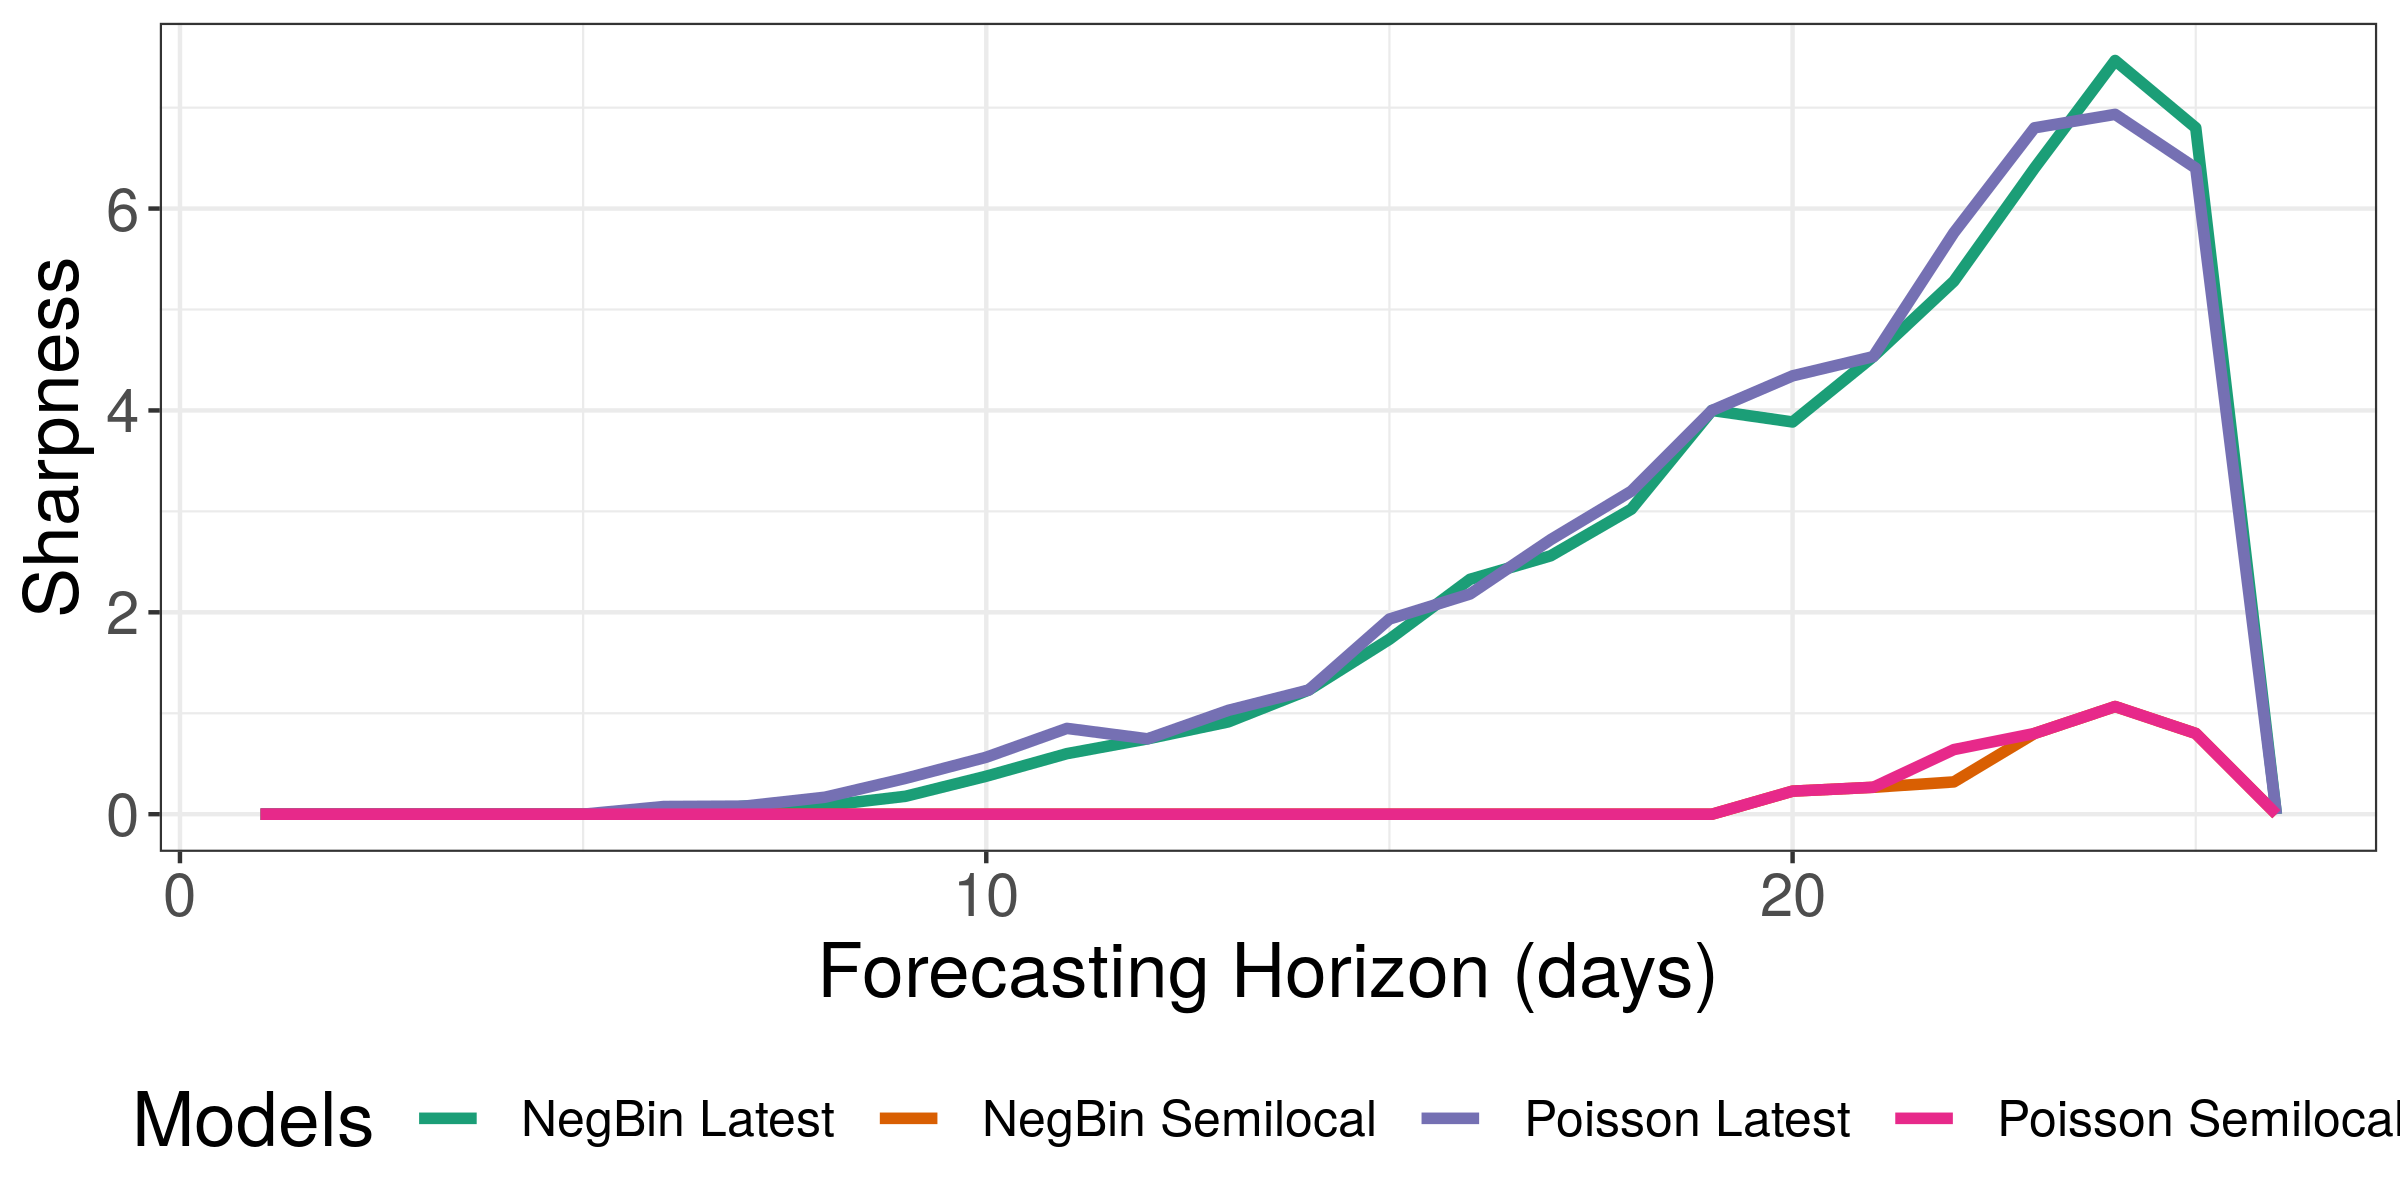 Sharpness
6
4
2
0
0 10 20
Forecasting Horizon (days)
Models NegBin Latest NegBin Semilocal Poisson Latest Poisson Semilocal